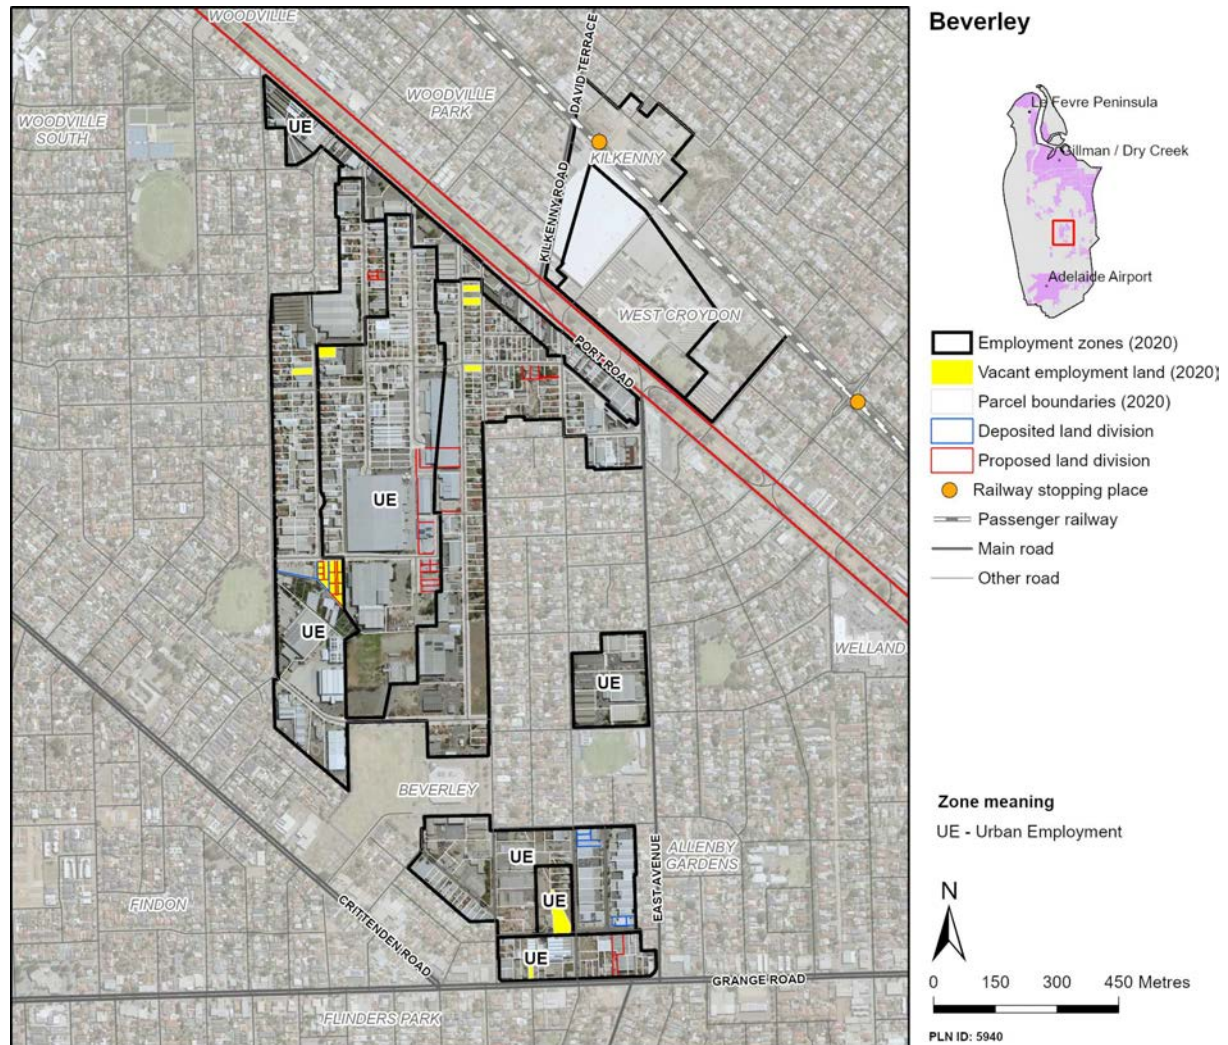 Beverley
WOODVILLE
DAVID TERRACE
WOODVILLE
PARK
WOODVILLE
SOUTH
UE
KILKENNY
KILKENNY ROAD
WEST CROYDON
PORT ROAD
UE
UE
UE
WELLAND
BEVERLEY
UE
EAST AVENUE
ALLENBY
GARDENS
UE
FINDON
CRITTENDEN ROAD
UE
GRANGE ROAD
FLINDERS PARK
Le Fevre Peninsula
Gillman / Dry Creek
Adelaide Airport
Employment zones (2020)
Vacant employment land (2020)
Parcel boundaries (2020)
Deposited land division
Proposed land division
Railway stopping place
Passenger railway
Main road
Other road
Zone meaning
UE - Urban Employment
N
0 150 300 450 Metres
PLN ID: 5940